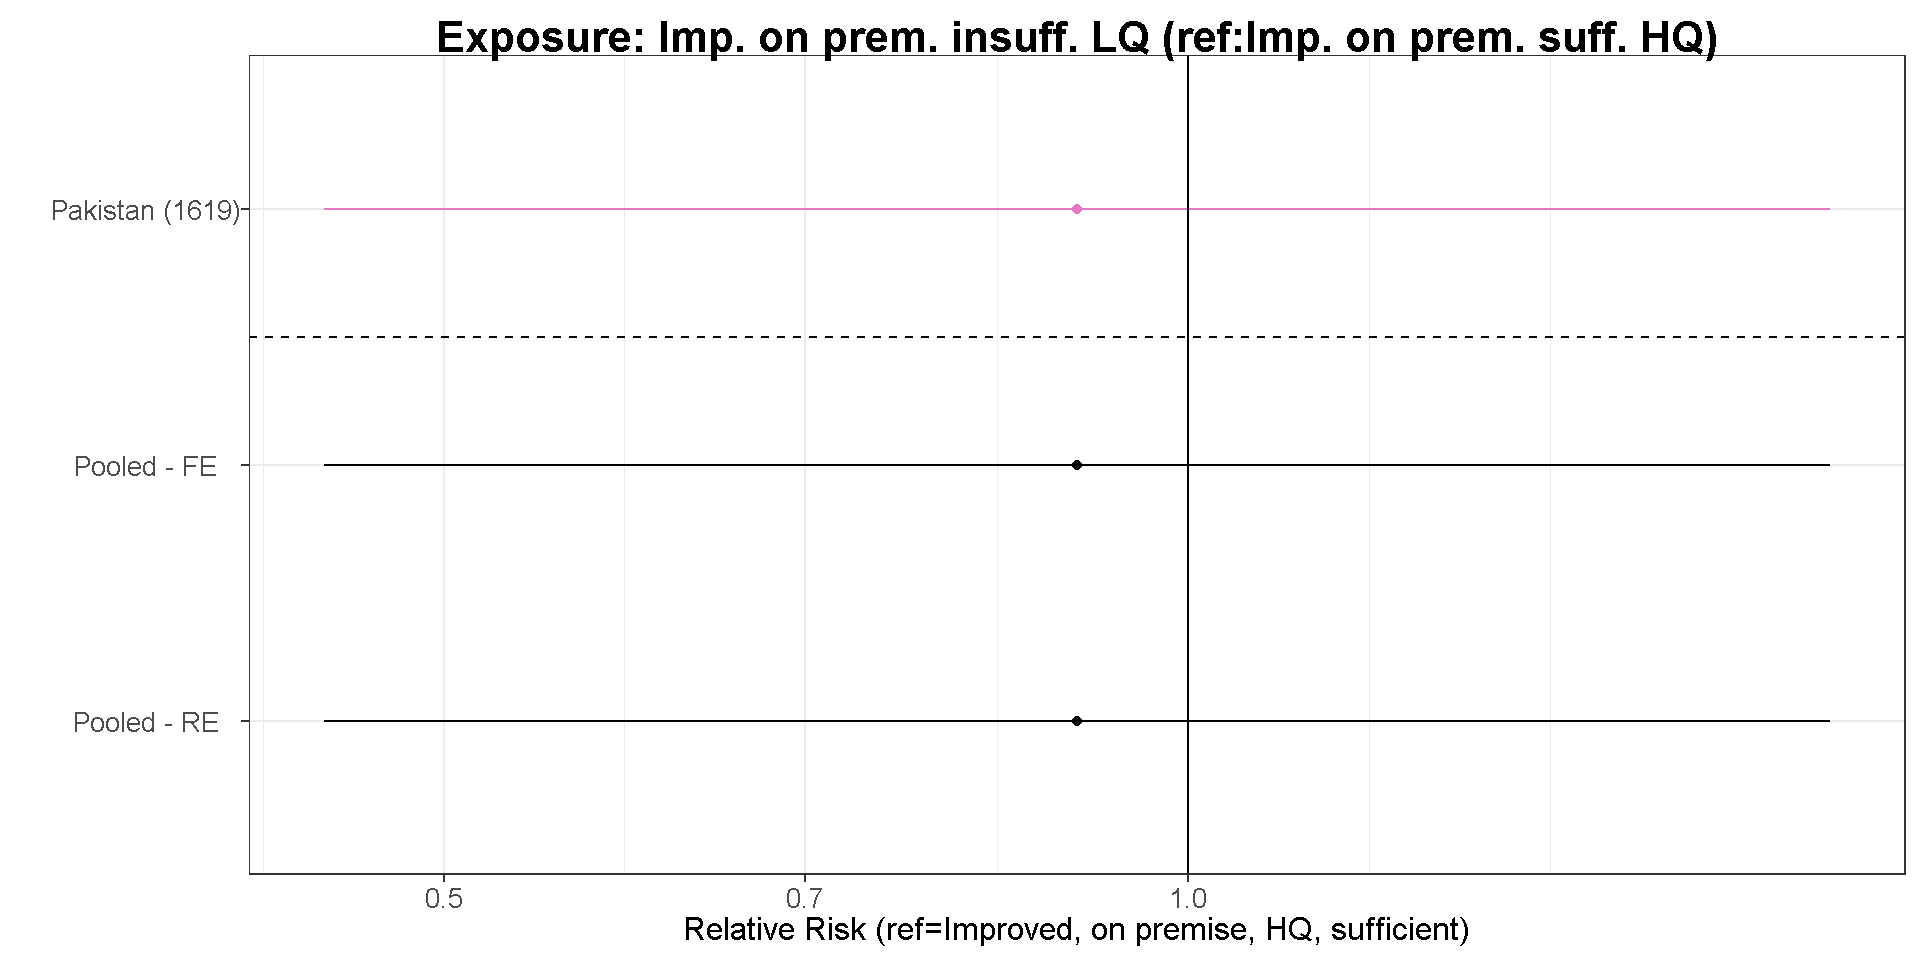 Exposure: Imp. on prem. insuff. LQ (ref:Imp. on prem. suff. HQ)
Pakistan (1619)
Pooled - FE
Pooled - RE
0.5 0.7 1.0
Relative Risk (ref=Improved, on premise, HQ, sufficient)